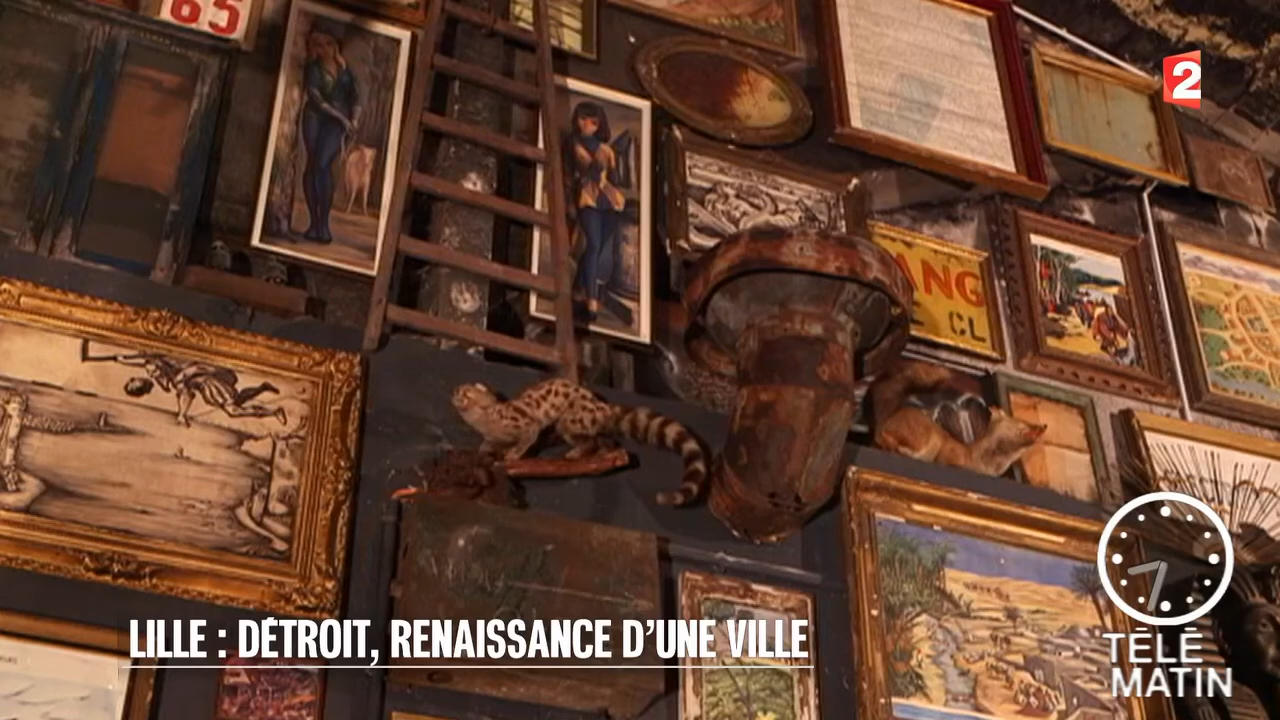 65
2
ANG
CL
LILLE : DÉTROIT, RENAISSANCE D'UNE VILLE
TÉLÉ
MATIN